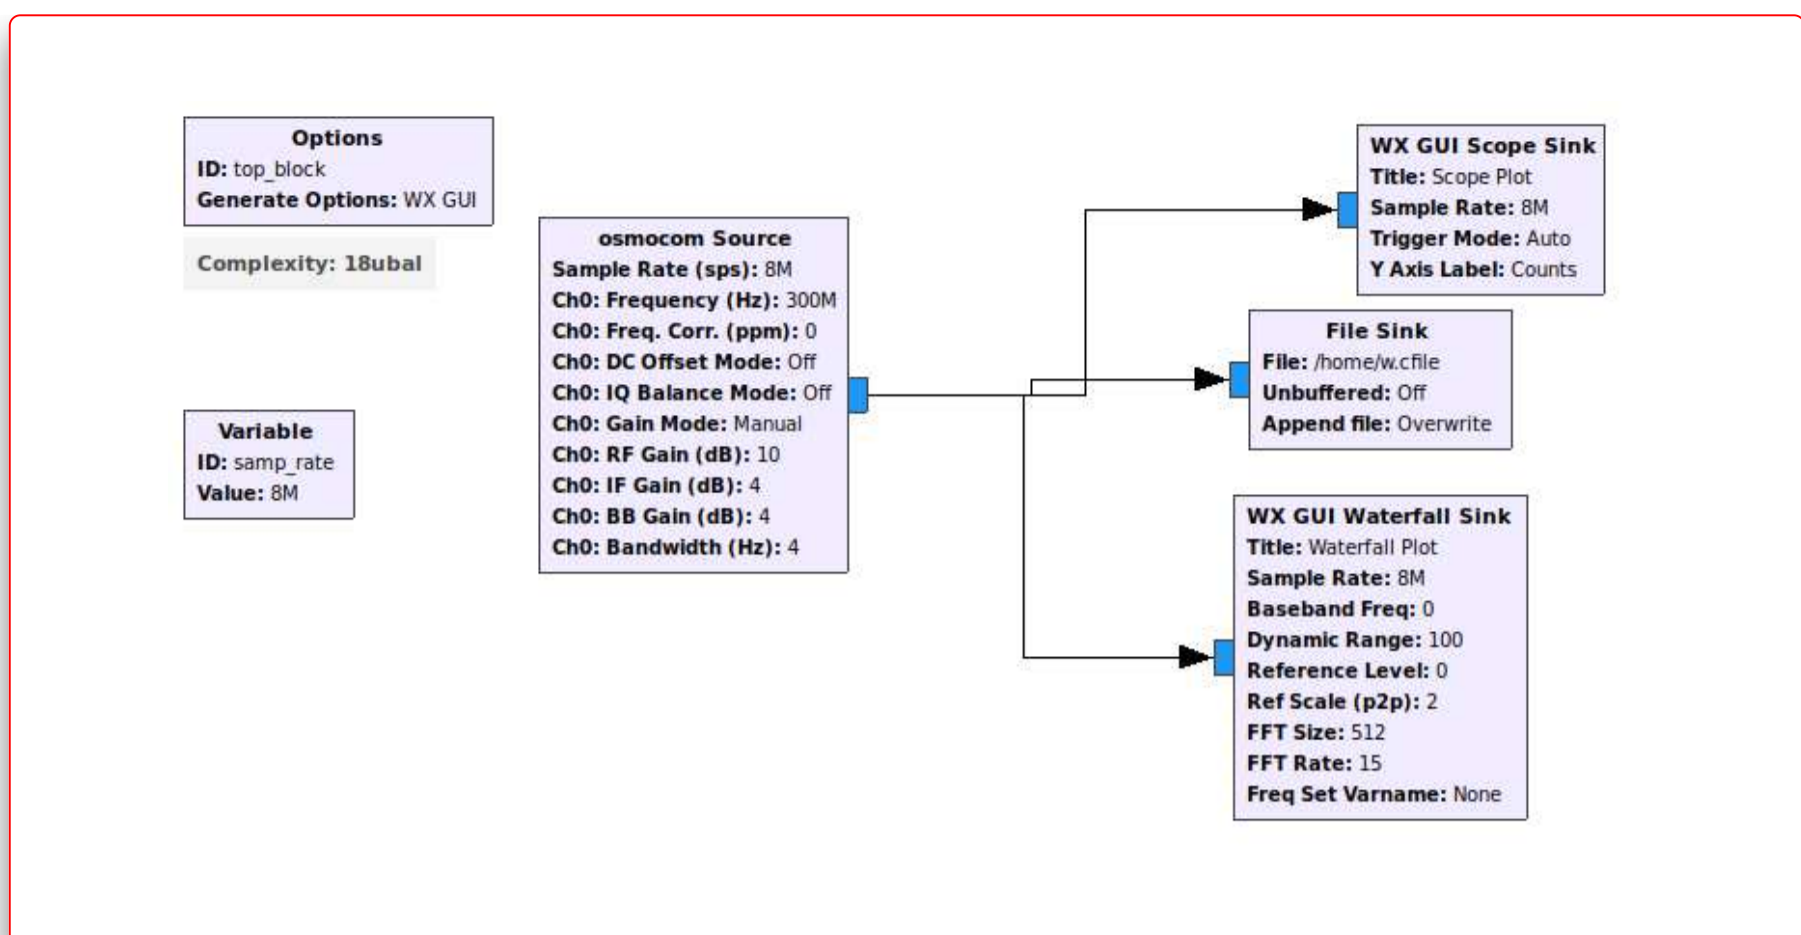 Options
ID: top_block
Generate Options: WX GUI
Complexity: 18ubal
Variable
ID: samp_rate
Value: 8M
osmocom Source
Sample Rate (sps): 8M
Ch0: Frequency (Hz): 300M
Ch0: Freq. Corr. (ppm): 0
Ch0: DC Offset Mode: Off
Ch0: IQ Balance Mode: Off
Ch0: Gain Mode: Manual
Ch0: RF Gain (dB): 10
Ch0: IF Gain (dB): 4
Ch0: BB Gain (dB): 4
Ch0: Bandwidth (Hz): 4
WX GUI Scope Sink
Title: Scope Plot
Sample Rate: 8M
Trigger Mode: Auto
Y Axis Label: Counts
File Sink
File: /home/w.cfile
Unbuffered: Off
Append file: Overwrite
WX GUI Waterfall Sink
Title: Waterfall Plot
Sample Rate: 8M
Baseband Freq: 0
Dynamic Range: 100
Reference Level: 0
Ref Scale (p2p): 2
FFT Size: 512
FFT Rate: 15
Freq Set Varname: None